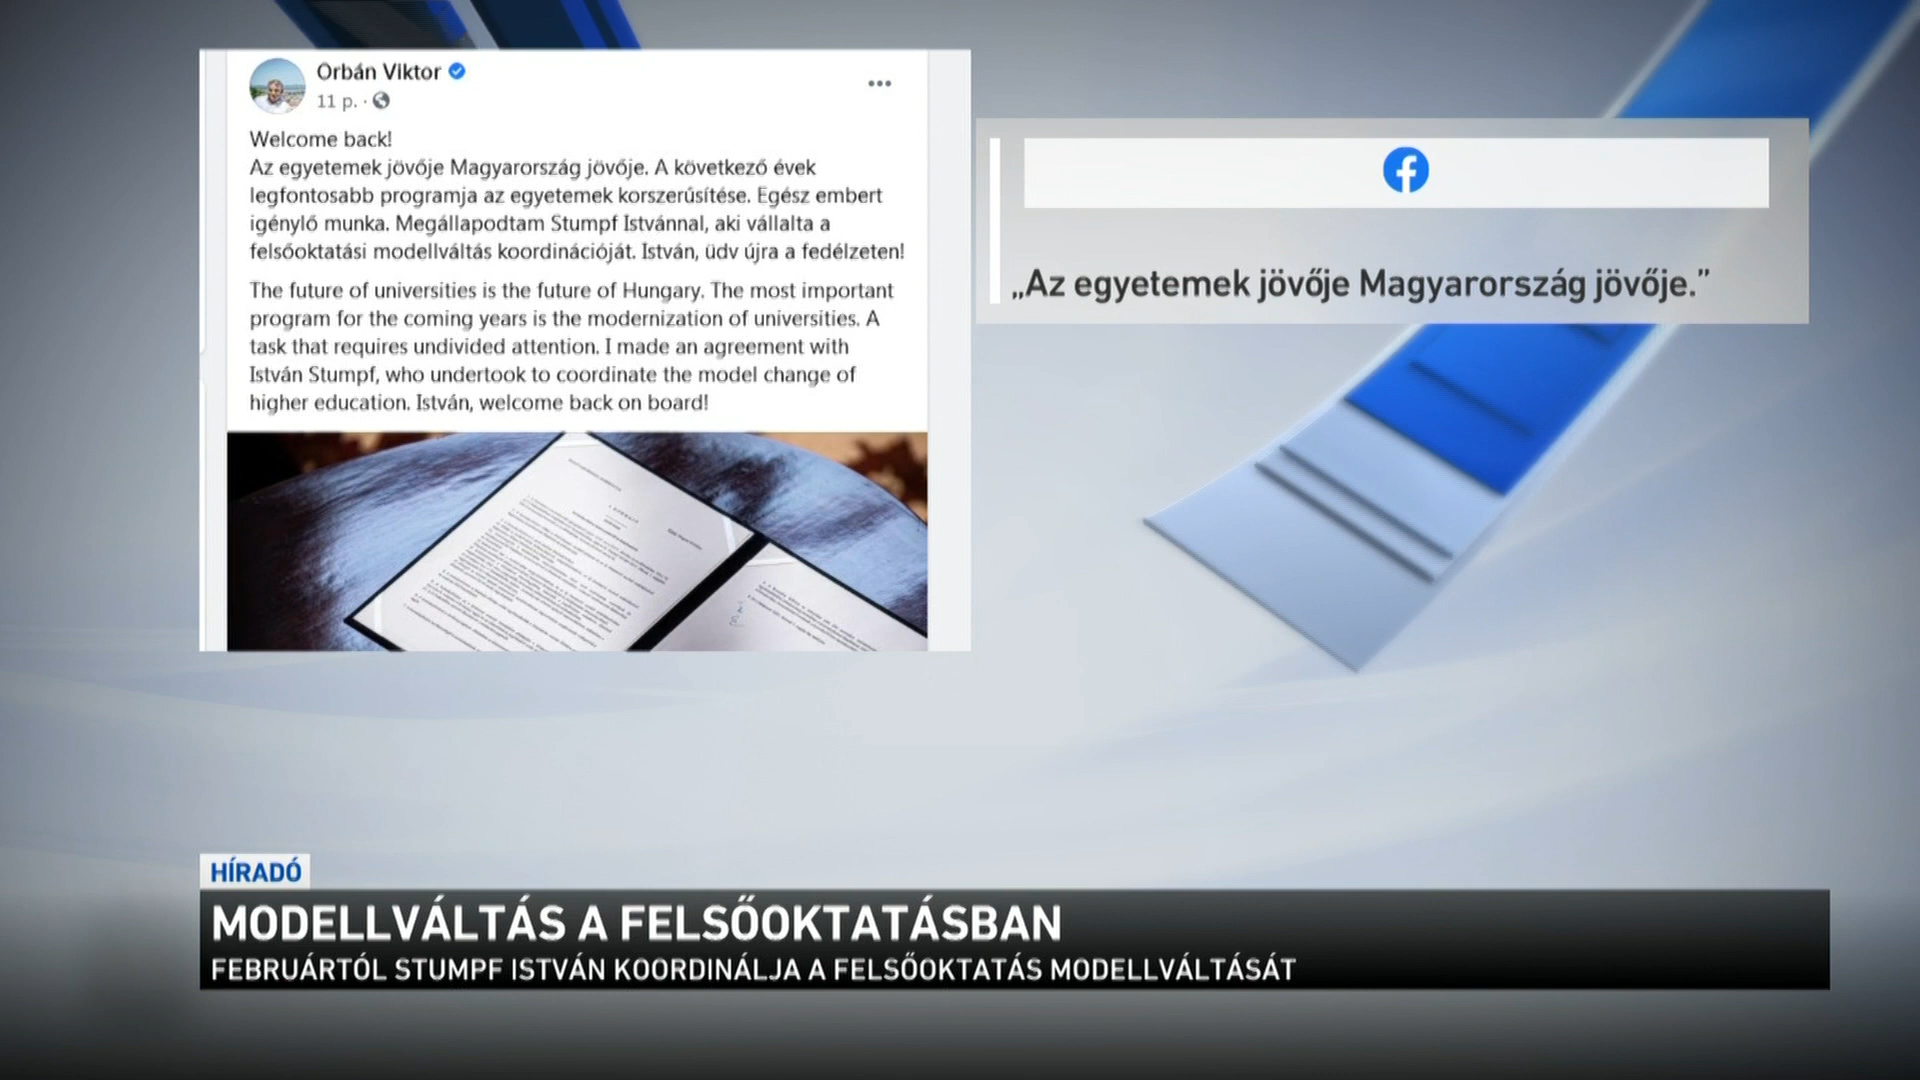 Orbán Viktor
11 p. ·
Welcome back!
Az egyetemek jövője Magyarország jövője. A következő évek
legfontosabb programja az egyetemek korszerűsítése. Egész embert
igénylő munka. Megállapodtam Stumpf Istvánnal, aki vállalta a
felsőoktatási modellváltás koordinációját. István, üdv újra a fedélzeten!
The future of universities is the future of Hungary. The most important
program for the coming years is the modernization of universities. A
task that requires undivided attention. I made an agreement with
István Stumpf, who undertook to coordinate the model change of
higher education. István, welcome back on board!
„Az egyetemek jövője Magyarország jövője.”
HÍRADÓ
MODELLVÁLTÁS A FELSŐOKTATÁSBAN
FEBRUÁRTÓL STUMPF ISTVÁN KOORDINÁLJA A FELSŐOKTATÁS MODELLVÁLTÁSÁT